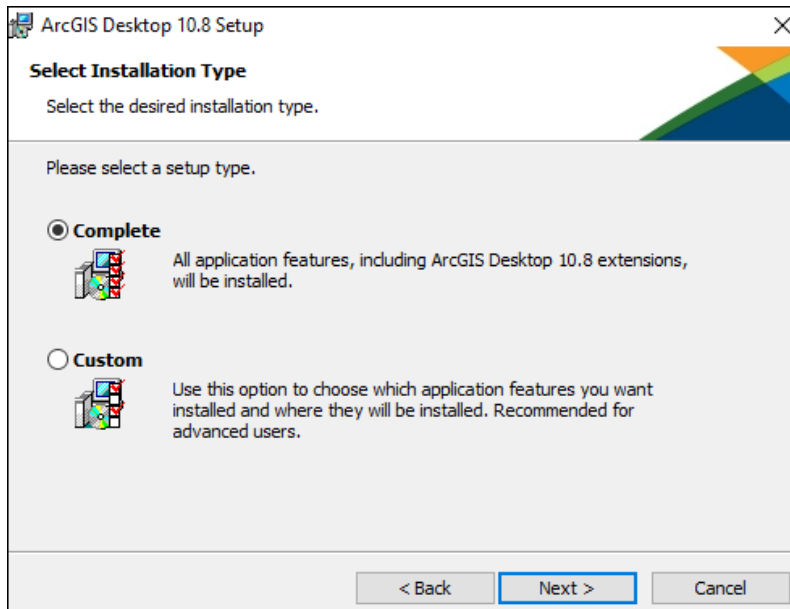 ArcGIS Desktop 10.8 Setup
Select Installation Type
Select the desired installation type.
Please select a setup type.
Complete
All application features, including ArcGIS Desktop 10.8 extensions,
will be installed.
Custom
Use this option to choose which application features you want
installed and where they will be installed. Recommended for
advanced users.
< Back
Next >
Cancel